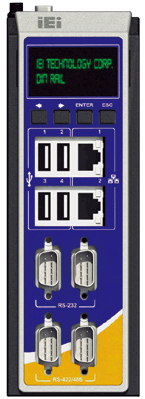 iEi
IEI TECHNOLOGY CORP.
DIN RAIL
ENTER ESC
1 2 1
3 4 2
RS-232
RS-422/485